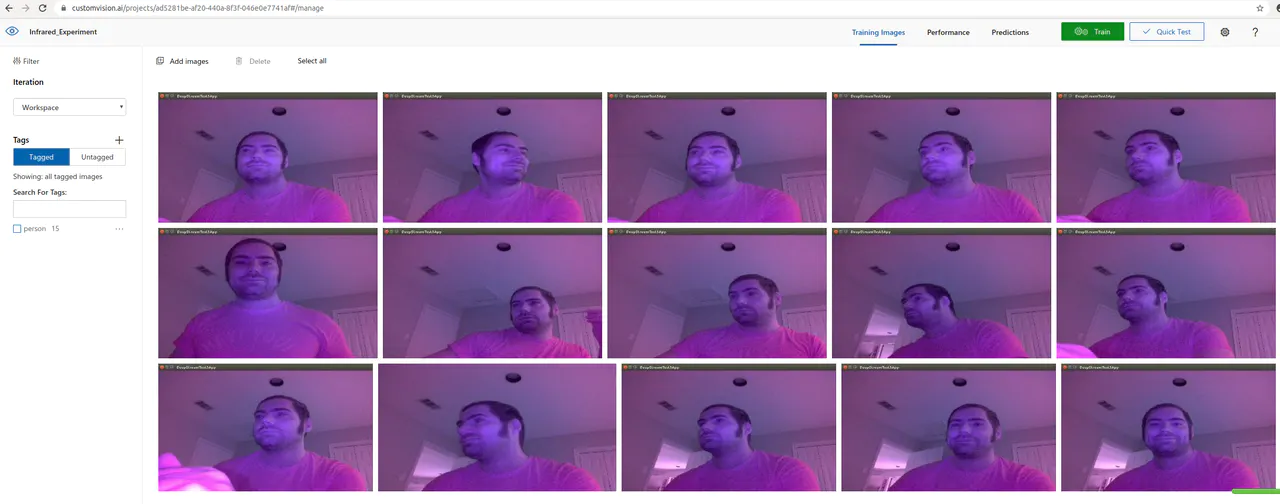 customvision.ai/projects/ad5281be-af20-440a-8f3f-046e0e7741af#/manage
Infrared_Experiment
Training Images
Performance
Predictions
Train
Quick Test
?
Filter
Add images
Delete
Select all
Iteration
Workspace
Tags
Tagged
Untagged
Showing: all tagged images
Search For Tags:
person 15